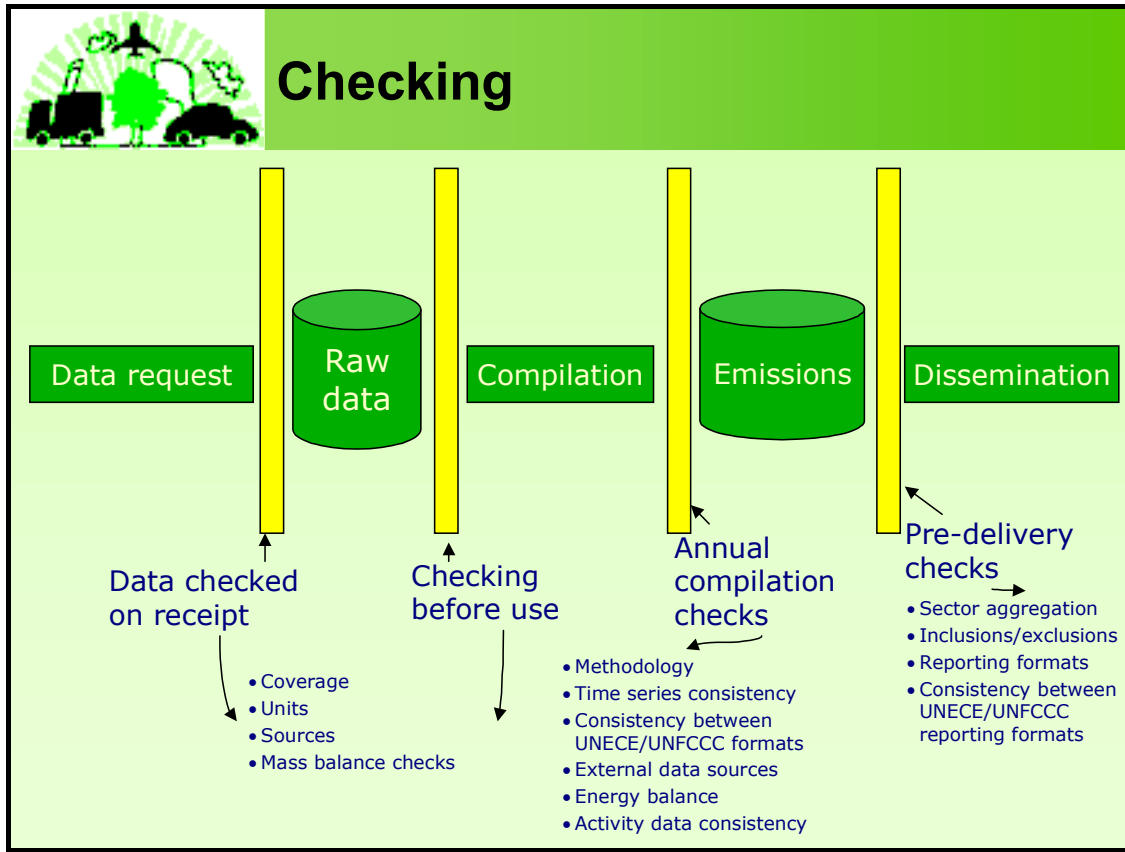 Checking
Data request
Raw
data
Compilation
Emissions
Dissemination
Data checked
on receipt
• Coverage
• Units
• Sources
• Mass balance checks
Checking
before use
Annual
compilation
checks
• Methodology
• Time series consistency
• Consistency between
UNECE/UNFCCC formats
• External data sources
• Energy balance
• Activity data consistency
Pre-delivery
checks
• Sector aggregation
• Inclusions/exclusions
• Reporting formats
• Consistency between
UNECE/UNFCCC
reporting formats